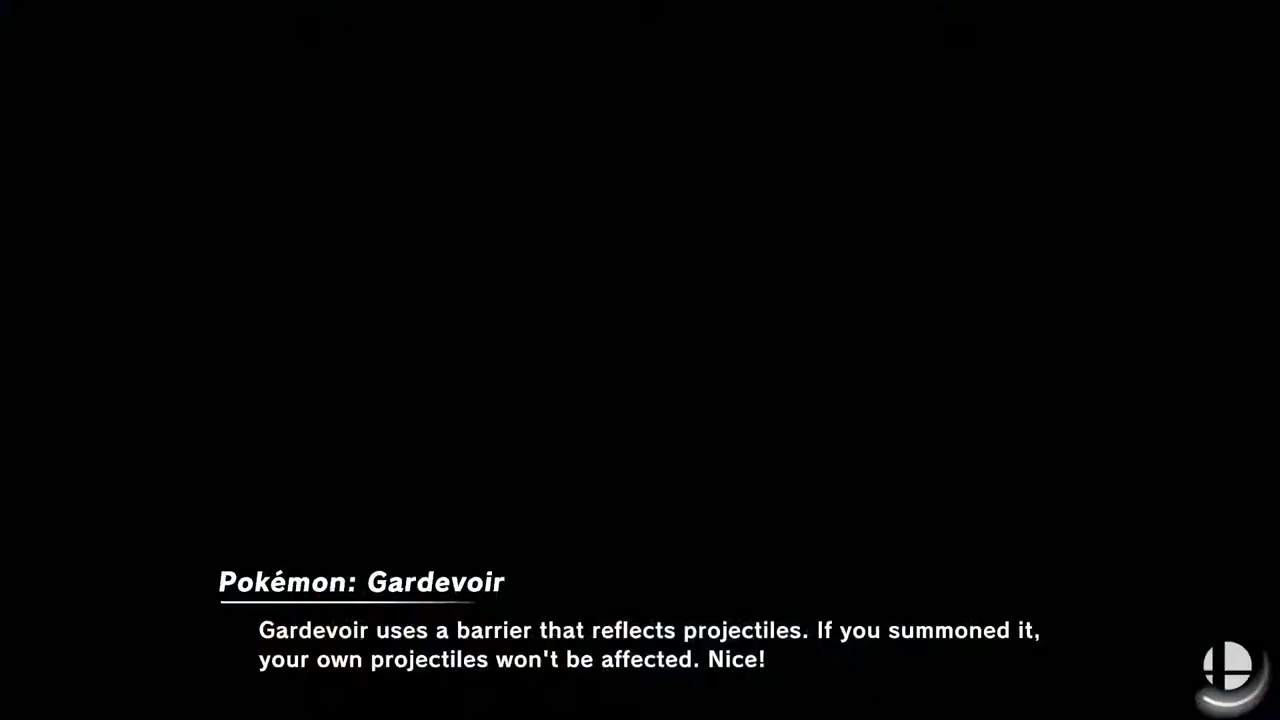 Pokémon: Gardevoir
Gardevoir uses a barrier that reflects projectiles. If you summoned it,
your own projectiles won't be affected. Nice!